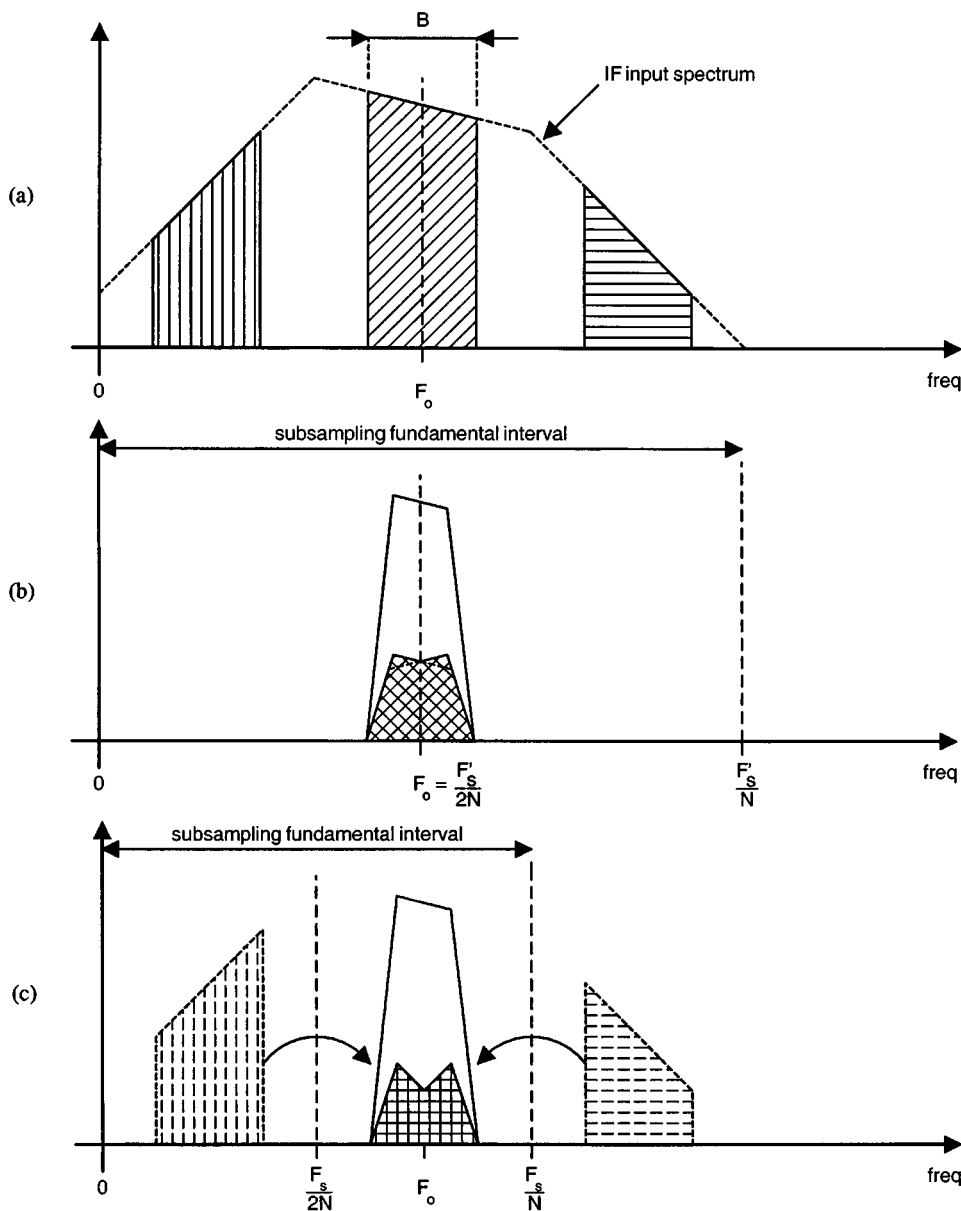 B
IF input spectrum
(a)
0
F_o
freq
subsampling fundamental interval
(b)
0
F_o = F'_s/2N
F'_s/N
freq
subsampling fundamental interval
(c)
0
F_s/2N
F_o
F_s/N
freq